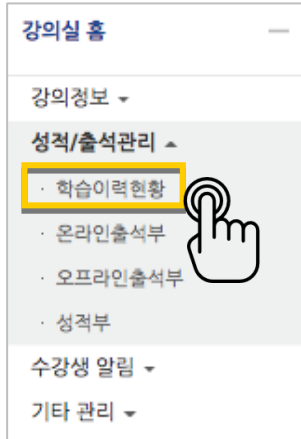 강의실 홈
강의정보
성적/출석관리
· 학습이력현황
· 온라인출석부
· 오프라인출석부
· 성적부
수강생 알림
기타 관리